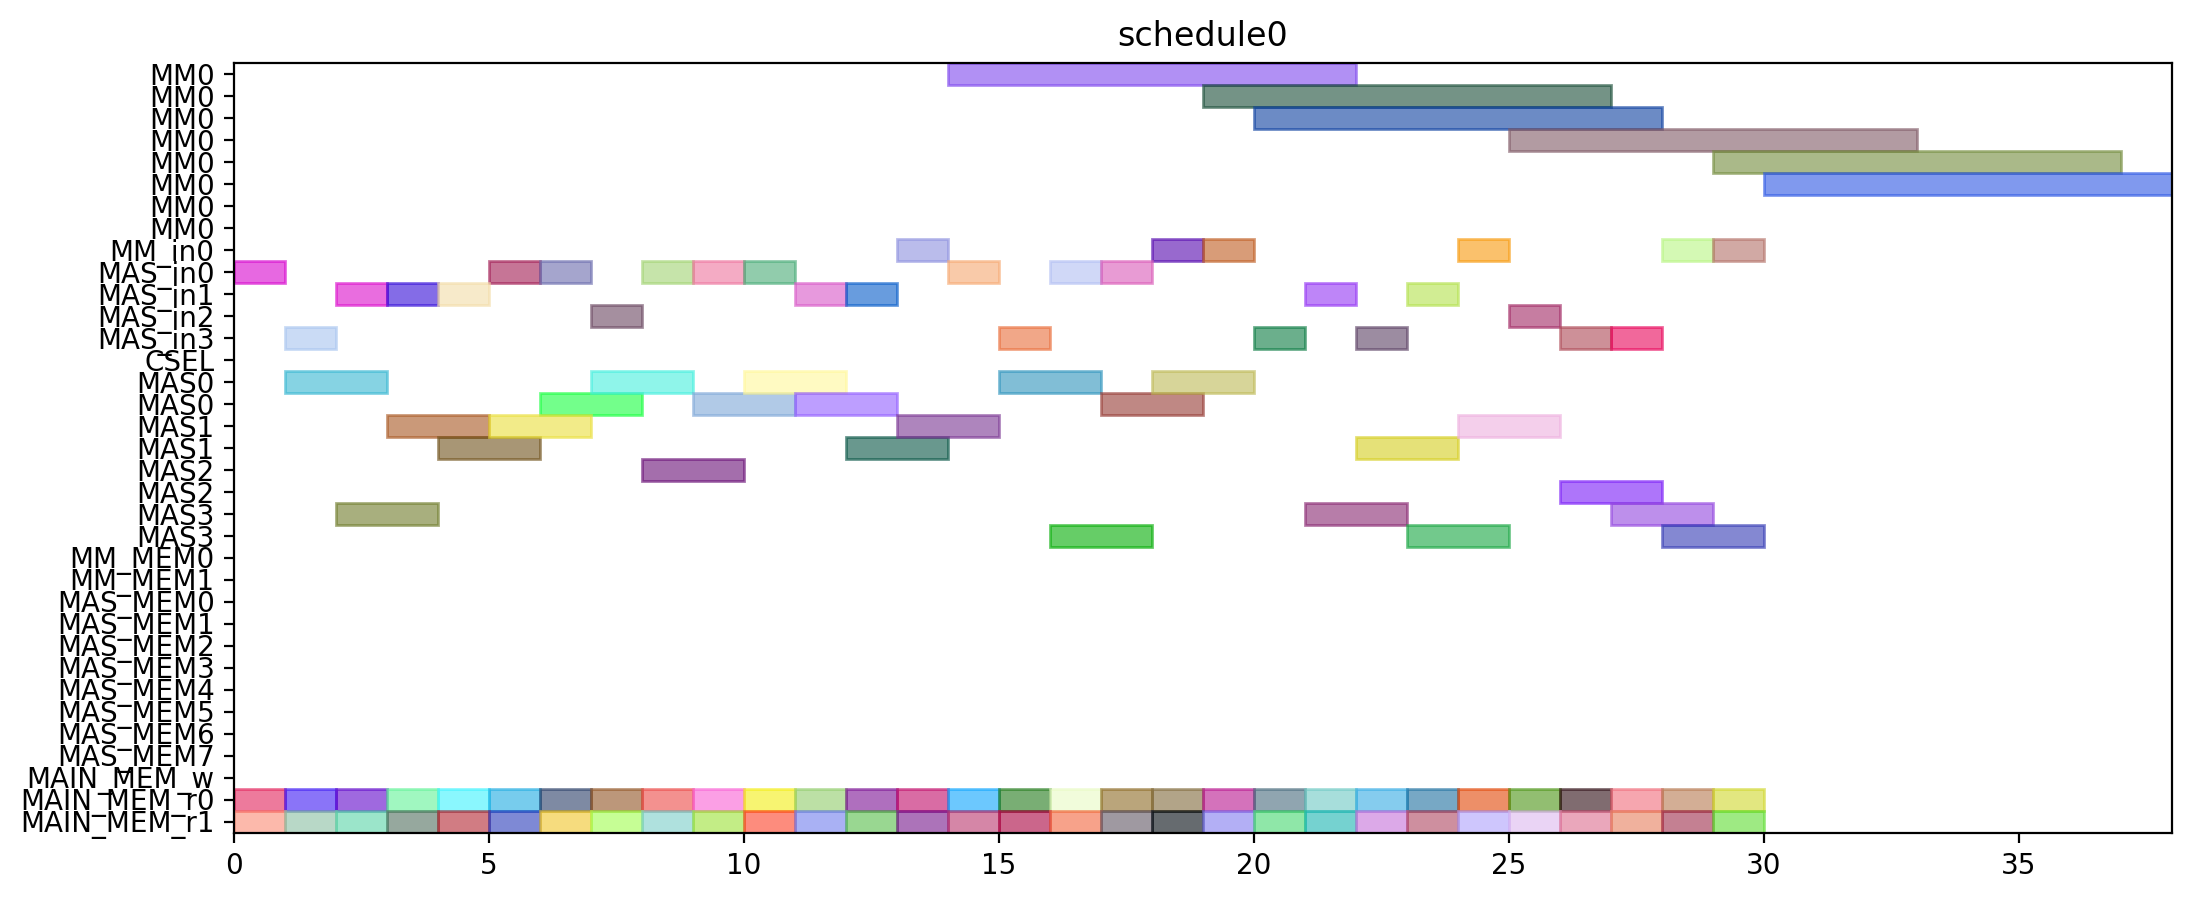 schedule0
MM0
MM0
MM0
MM0
MM0
MM0
MM0
MM0
MM_in0
MAS_in0
MAS_in1
MAS_in2
MAS_in3
CSEL
MAS0
MAS0
MAS1
MAS1
MAS2
MAS2
MAS3
MAS3
MM_MEM0
MM_MEM1
MAS_MEM0
MAS_MEM1
MAS_MEM2
MAS_MEM3
MAS_MEM4
MAS_MEM5
MAS_MEM6
MAS_MEM7
MAIN_MEM_w
MAIN_MEM_r0
MAIN_MEM_r1
0 5 10 15 20 25 30 35